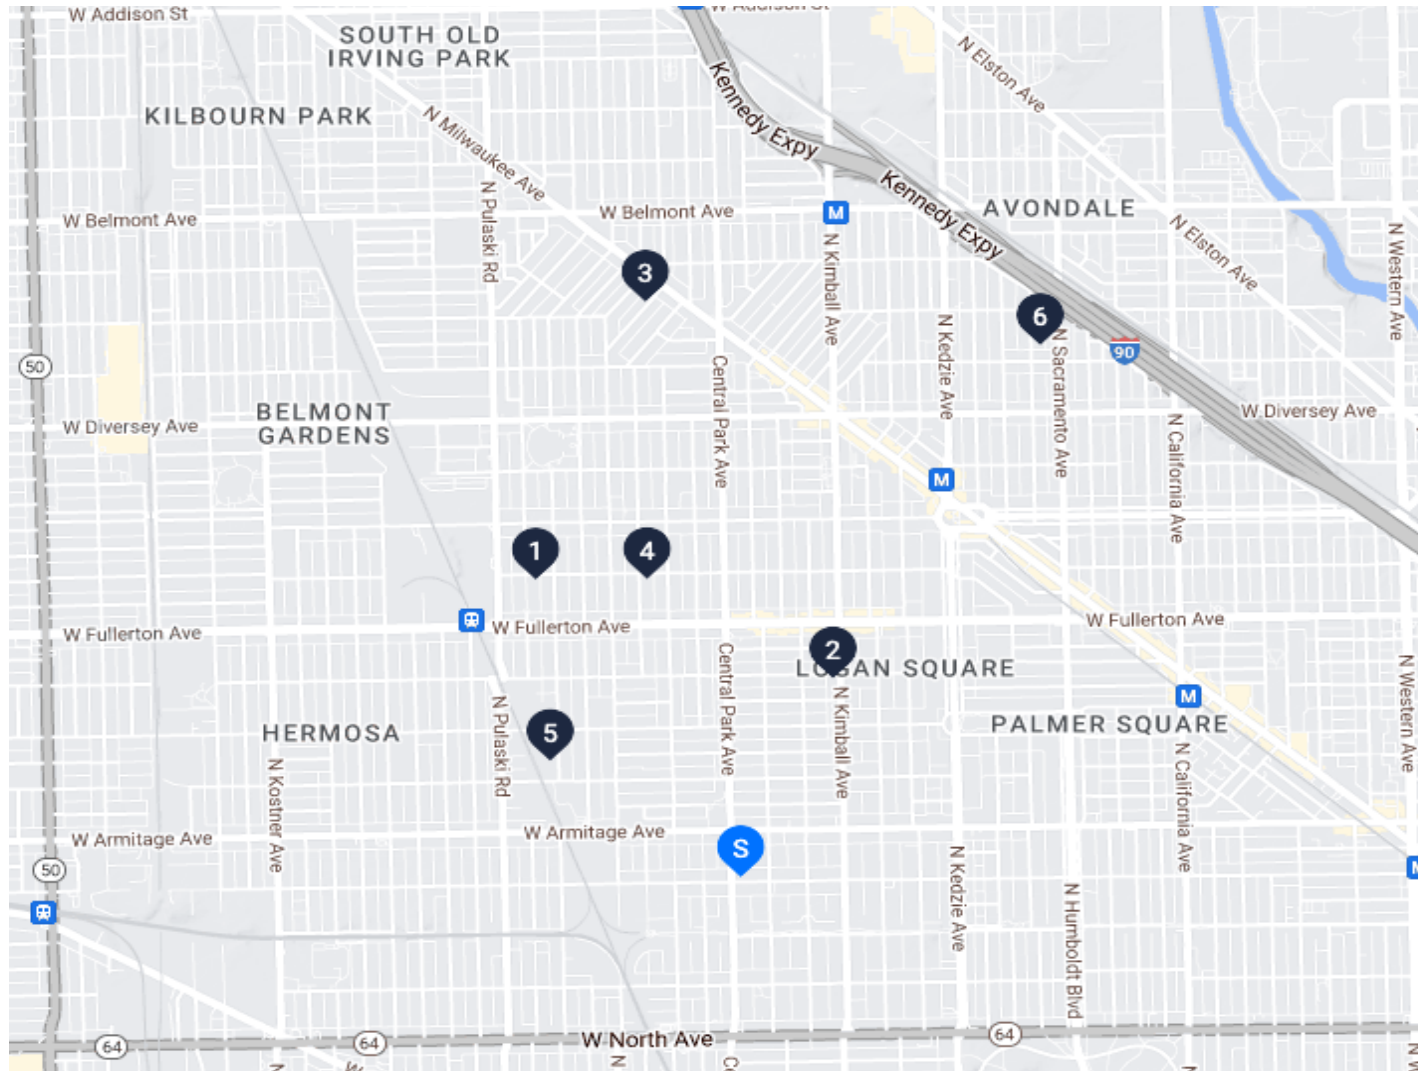 W Addison St
W Addison St
SOUTH OLD
IRVING PARK
KILBOURN PARK
N Milwaukee Ave
Kennedy Expy
N Elston Ave
Kennedy Expy
AVONDALE
W Belmont Ave
W Belmont Ave
M
N Pulaski Rd
N Kimball Ave
N Elston Ave
N Western Ave
3
6
90
50
N Kedzie Ave
N Sacramento Ave
Central Park Ave
BELMONT
GARDENS
W Diversey Ave
W Diversey Ave
N California Ave
M
1
4
W Fullerton Ave
W Fullerton Ave
W Fullerton Ave
2
LOGAN SQUARE
Central Park Ave
N Kimball Ave
N Western Ave
M
N Pulaski Rd
5
HERMOSA
PALMER SQUARE
N California Ave
N Kostner Ave
W Armitage Ave
W Armitage Ave
S
50
N Kedzie Ave
M
N Humboldt Blvd
64
64
W North Ave
64
N
N
Ce
N